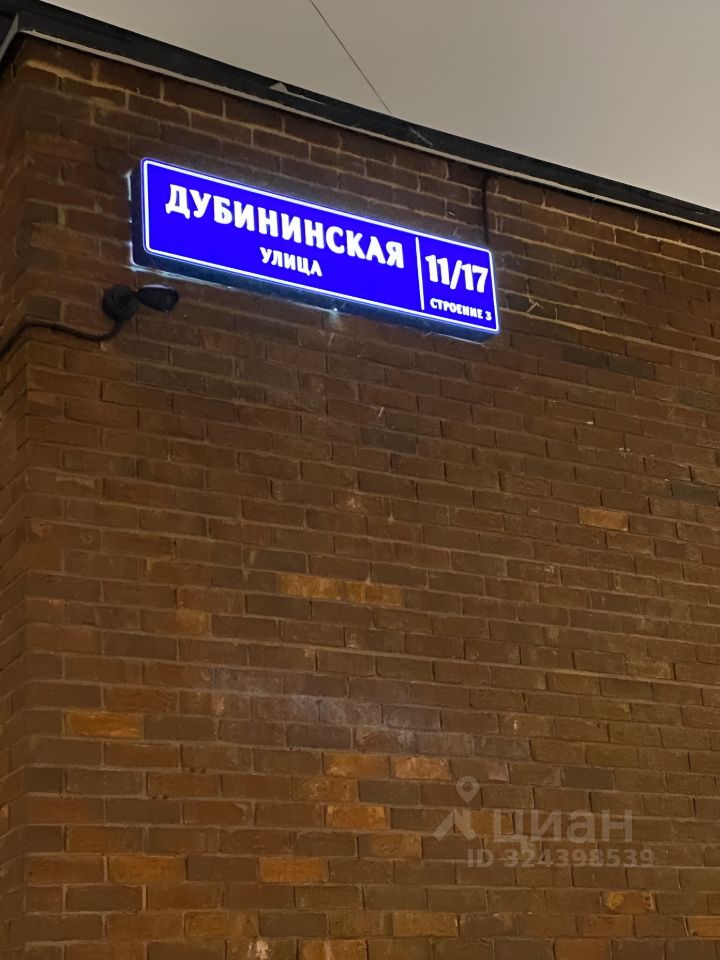 ДУБИНИНСКАЯ
УЛИЦА
11/17
СТРОЕНИЕ 3
циан
ID 324398539